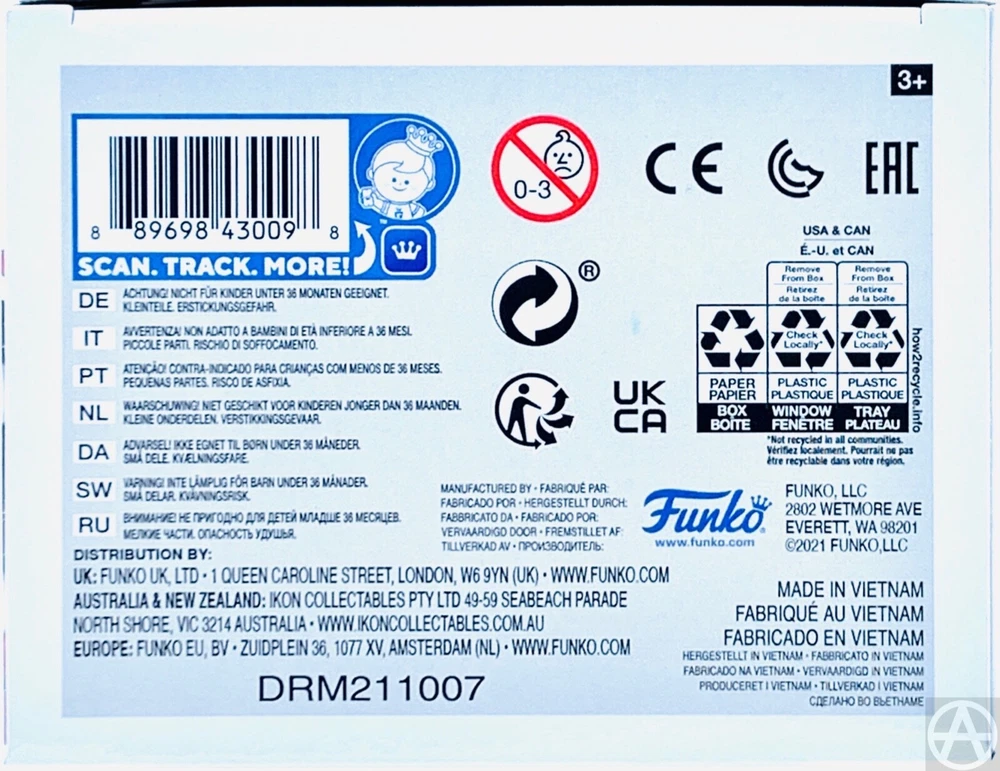 3+
8 89698 43009 8
™
SCAN. TRACK. MORE!
0-3
CE
EAC
®
UK
CA
USA & CAN
É.-U. et CAN
Remove From Box
Retirez de la boîte
Remove From Box
Retirez de la boîte
Check Locally*
Check Locally*
PAPER
PAPIER
PLASTIC
PLASTIQUE
PLASTIC
PLASTIQUE
BOX
BOÎTE
WINDOW
FENÊTRE
TRAY
PLATEAU
how2recycle.info
*Not recycled in all communities.
Vérifiez localement. Pourrait ne pas
être recyclable dans votre région.
DE ACHTUNG! NICHT FÜR KINDER UNTER 36 MONATEN GEEIGNET.
KLEINTEILE. ERSTICKUNGSGEFAHR.
IT AVVERTENZA! NON ADATTO A BAMBINI DI ETÀ INFERIORE A 36 MESI.
PICCOLE PARTI. RISCHIO DI SOFFOCAMENTO.
PT ATENÇÃO! CONTRA-INDICADO PARA CRIANÇAS COM MENOS DE 36 MESES.
PEQUENAS PARTES. RISCO DE ASFIXIA.
NL WAARSCHUWING! NIET GESCHIKT VOOR KINDEREN JONGER DAN 36 MAANDEN.
KLEINE ONDERDELEN. VERSTIKKINGSGEVAAR.
DA ADVARSEL! IKKE EGNET TIL BØRN UNDER 36 MÅNEDER.
SMÅ DELE. KVÆLNINGSFARE.
SW VARNING! INTE LÄMPLIG FÖR BARN UNDER 36 MÅNADER.
SMÅ DELAR. KVÄVNINGSRISK.
RU ВНИМАНИЕ! НЕ ПРИГОДНО ДЛЯ ДЕТЕЙ МЛАДШЕ 36 МЕСЯЦЕВ.
МЕЛКИЕ ЧАСТИ. ОПАСНОСТЬ УДУШЬЯ.
MANUFACTURED BY • FABRIQUÉ PAR:
FABRICADO POR • HERGESTELLT DURCH:
FABBRICATO DA • FABRICADO POR:
VERVAARDIGD DOOR • FREMSTILLET AF:
TILLVERKAD AV • ПРОИЗВОДИТЕЛЬ:
Funko
www.funko.com
FUNKO, LLC
2802 WETMORE AVE
EVERETT, WA 98201
©2021 FUNKO,LLC
DISTRIBUTION BY:
UK: FUNKO UK, LTD • 1 QUEEN CAROLINE STREET, LONDON, W6 9YN (UK) • WWW.FUNKO.COM
AUSTRALIA & NEW ZEALAND: IKON COLLECTABLES PTY LTD 49-59 SEABEACH PARADE
NORTH SHORE, VIC 3214 AUSTRALIA • WWW.IKONCOLLECTABLES.COM.AU
EUROPE: FUNKO EU, BV • ZUIDPLEIN 36, 1077 XV, AMSTERDAM (NL) • WWW.FUNKO.COM
DRM211007
MADE IN VIETNAM
FABRIQUÉ AU VIETNAM
FABRICADO EN VIETNAM
HERGESTELLT IN VIETNAM • FABBRICATO IN VIETNAM
FABRICADO NA VIETNAM • VERVAARDIGD IN VIETNAM
PRODUCERET I VIETNAM • TILLVERKAD I VIETNAM
СДЕЛАНО ВО ВЬЕТНАМЕ